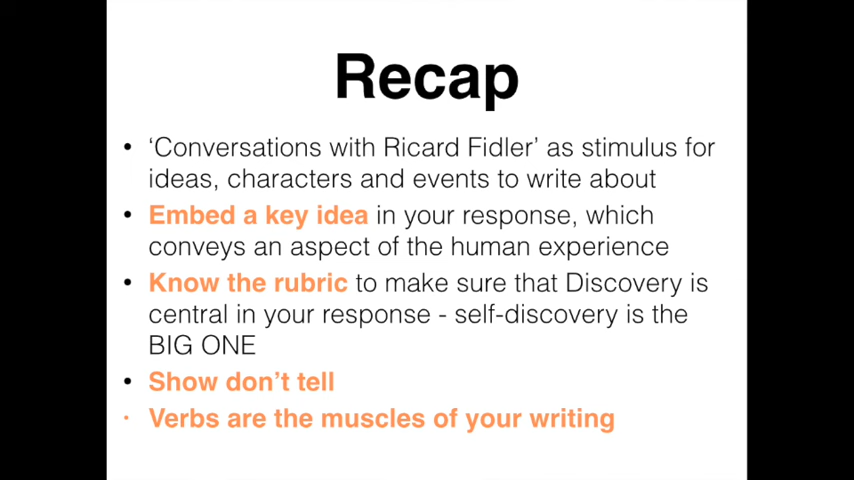 Recap
• ‘Conversations with Ricard Fidler’ as stimulus for
ideas, characters and events to write about
• Embed a key idea in your response, which
conveys an aspect of the human experience
• Know the rubric to make sure that Discovery is
central in your response - self-discovery is the
BIG ONE
• Show don’t tell
• Verbs are the muscles of your writing